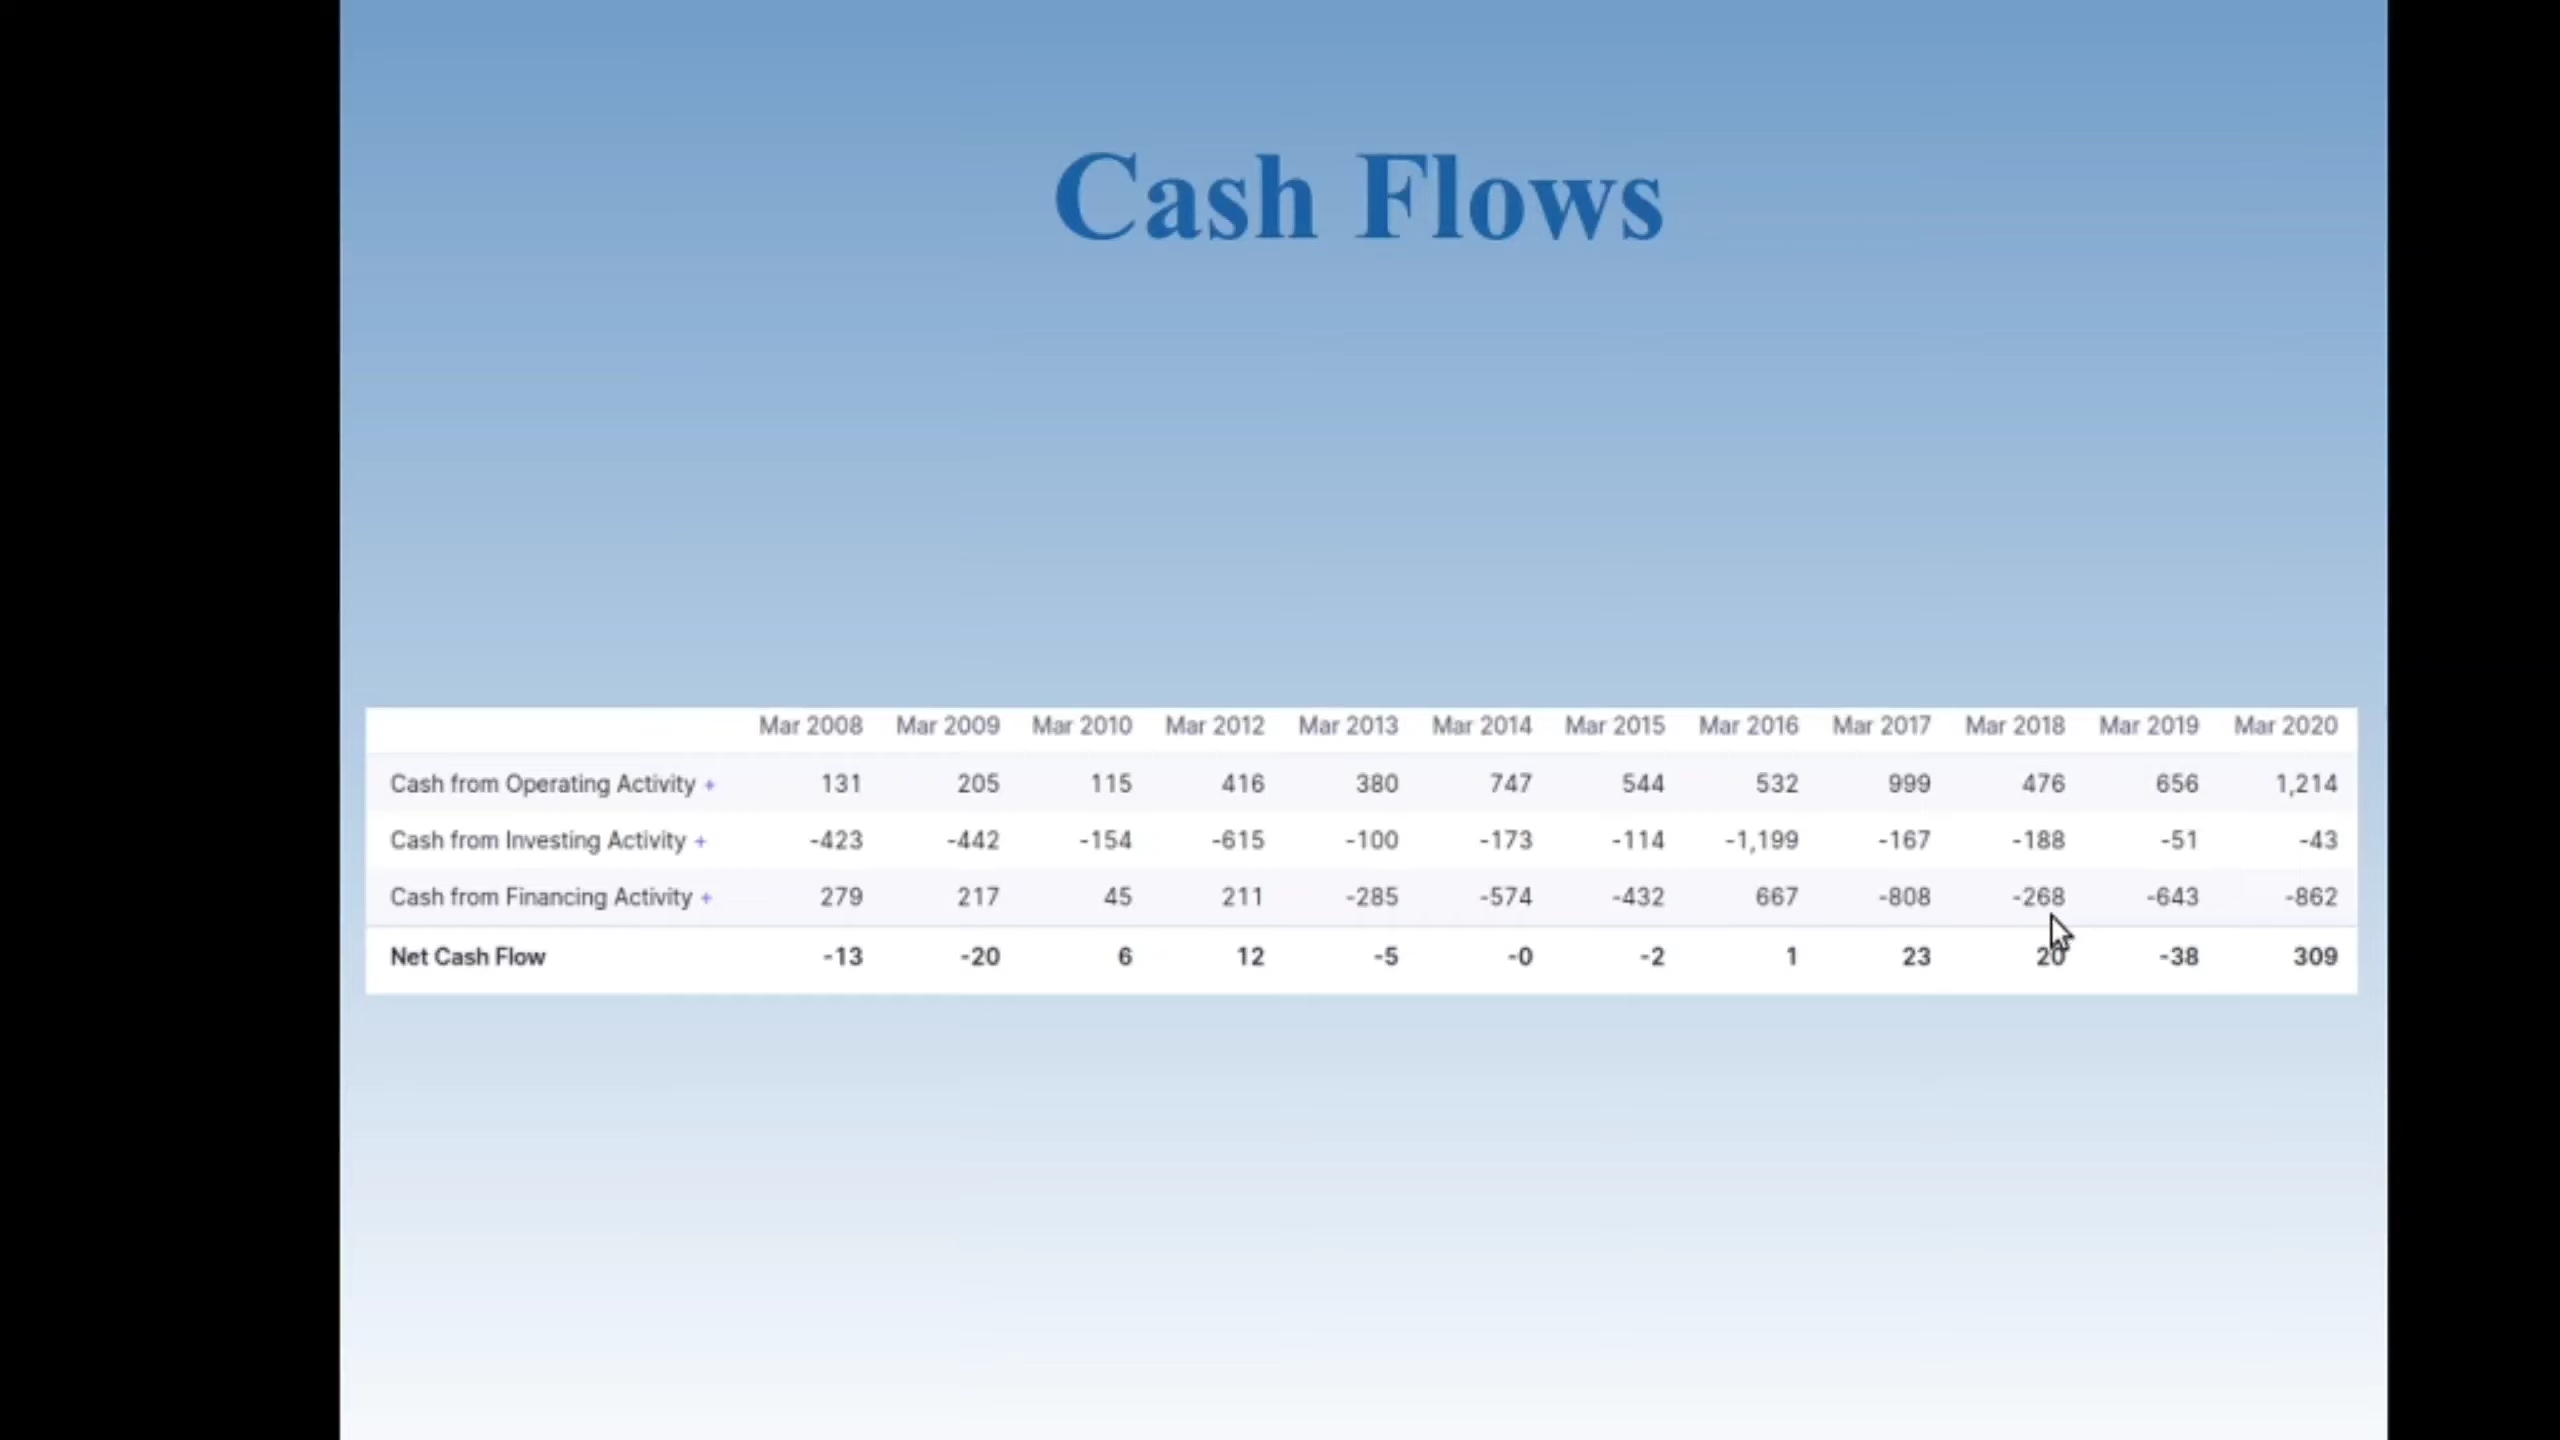 Cash Flows
Mar 2008 Mar 2009 Mar 2010 Mar 2012 Mar 2013 Mar 2014 Mar 2015 Mar 2016 Mar 2017 Mar 2018 Mar 2019 Mar 2020
Cash from Operating Activity + 131 205 115 416 380 747 544 532 999 476 656 1,214
Cash from Investing Activity + -423 -442 -154 -615 -100 -173 -114 -1,199 -167 -188 -51 -43
Cash from Financing Activity + 279 217 45 211 -285 -574 -432 667 -808 -268 -643 -862
Net Cash Flow -13 -20 6 12 -5 -0 -2 1 23 20 -38 309